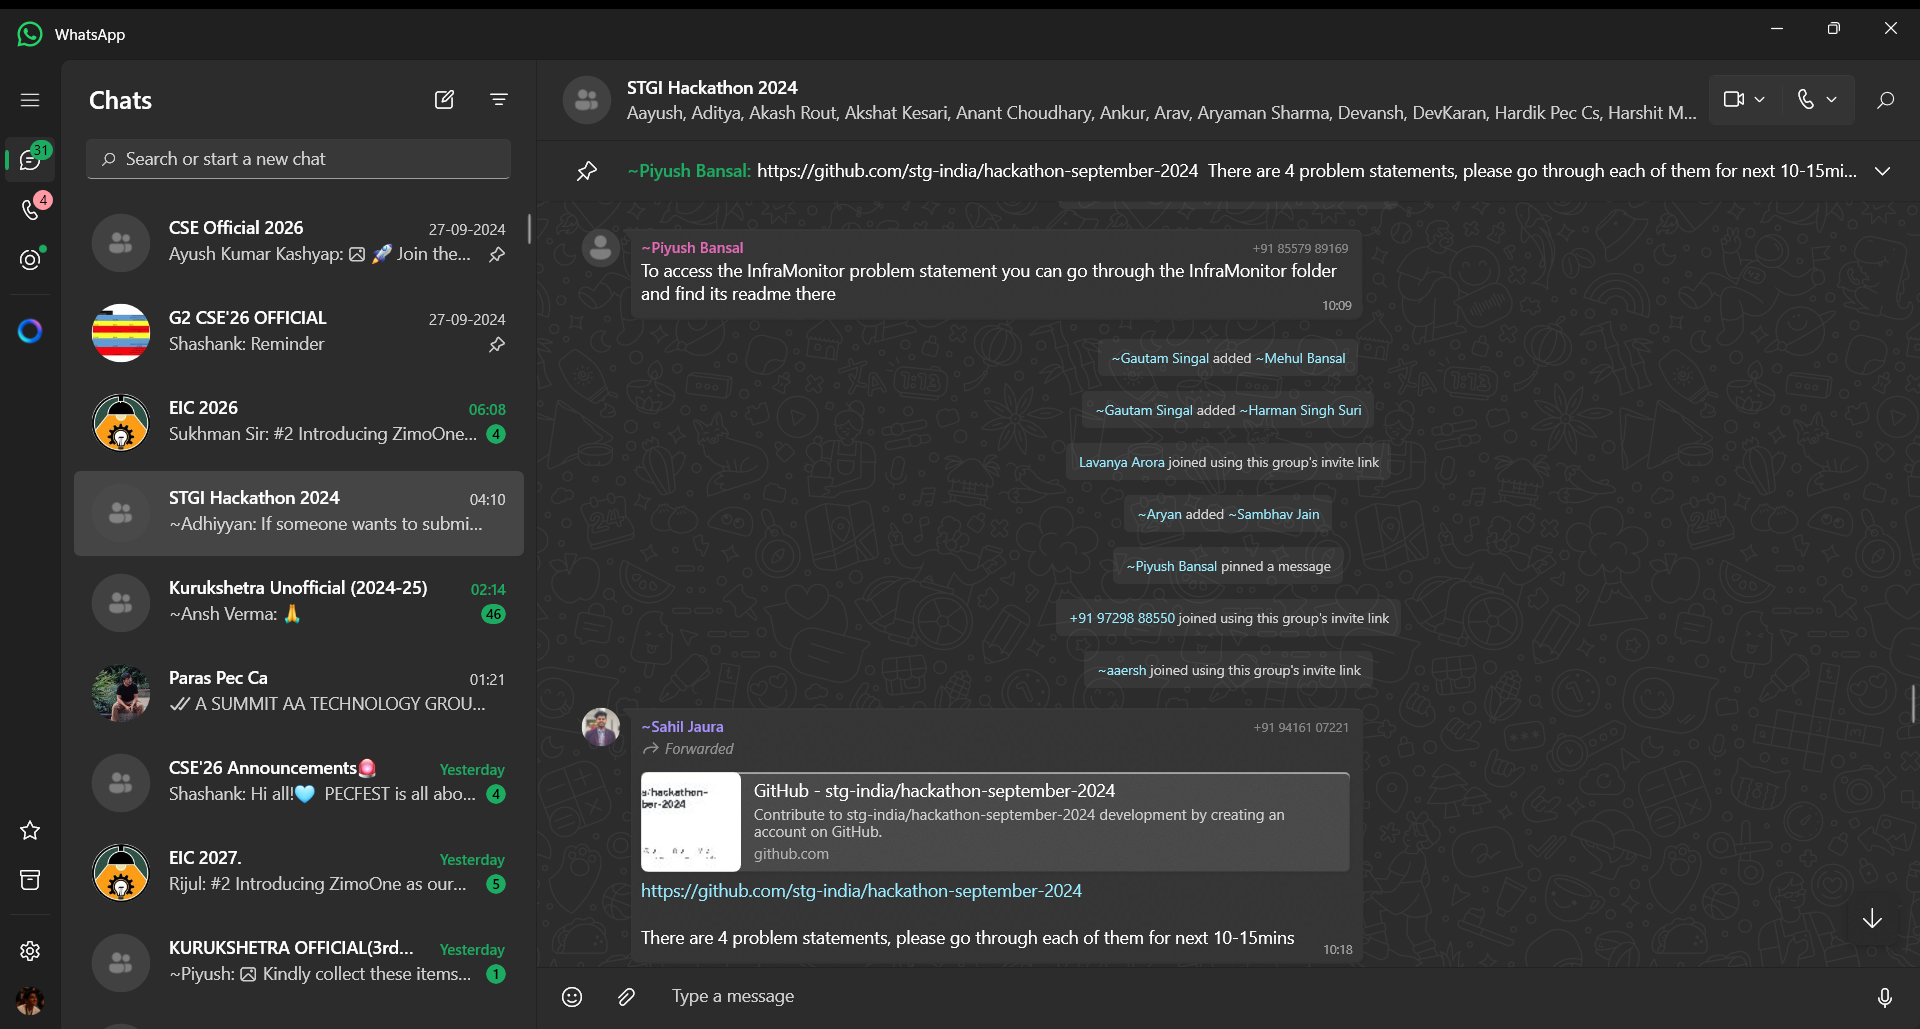 WhatsApp
Chats
31
4
Search or start a new chat
CSE Official 2026
27-09-2024
Ayush Kumar Kashyap: 🚀 Join the...
G2 CSE'26 OFFICIAL
27-09-2024
Shashank: Reminder
EIC 2026
06:08
Sukhman Sir: #2 Introducing ZimoOne...
4
STGI Hackathon 2024
04:10
~Adhiyyan: If someone wants to submi...
Kurukshetra Unofficial (2024-25)
02:14
~Ansh Verma: 🙏
46
Paras Pec Ca
01:21
A SUMMIT AA TECHNOLOGY GROU...
CSE'26 Announcements🚨
Yesterday
Shashank: Hi all!🩵 PECFEST is all abo...
4
EIC 2027.
Yesterday
Rijul: #2 Introducing ZimoOne as our...
5
KURUKSHETRA OFFICIAL(3rd...
Yesterday
~Piyush: Kindly collect these items...
1
STGI Hackathon 2024
Aayush, Aditya, Akash Rout, Akshat Kesari, Anant Choudhary, Ankur, Arav, Aryaman Sharma, Devansh, DevKaran, Hardik Pec Cs, Harshit M...
~Piyush Bansal: https://github.com/stg-india/hackathon-september-2024 There are 4 problem statements, please go through each of them for next 10-15mi...
~Piyush Bansal
+91 85579 89169
To access the InfraMonitor problem statement you can go through the InfraMonitor folder
and find its readme there
10:09
~Gautam Singal added ~Mehul Bansal
~Gautam Singal added ~Harman Singh Suri
Lavanya Arora joined using this group's invite link
~Aryan added ~Sambhav Jain
~Piyush Bansal pinned a message
+91 97298 88550 joined using this group's invite link
~aaersh joined using this group's invite link
~Sahil Jaura
+91 94161 07221
Forwarded
/hackathon-
ber-2024
GitHub - stg-india/hackathon-september-2024
Contribute to stg-india/hackathon-september-2024 development by creating an
account on GitHub.
github.com
https://github.com/stg-india/hackathon-september-2024
There are 4 problem statements, please go through each of them for next 10-15mins
10:18
Type a message